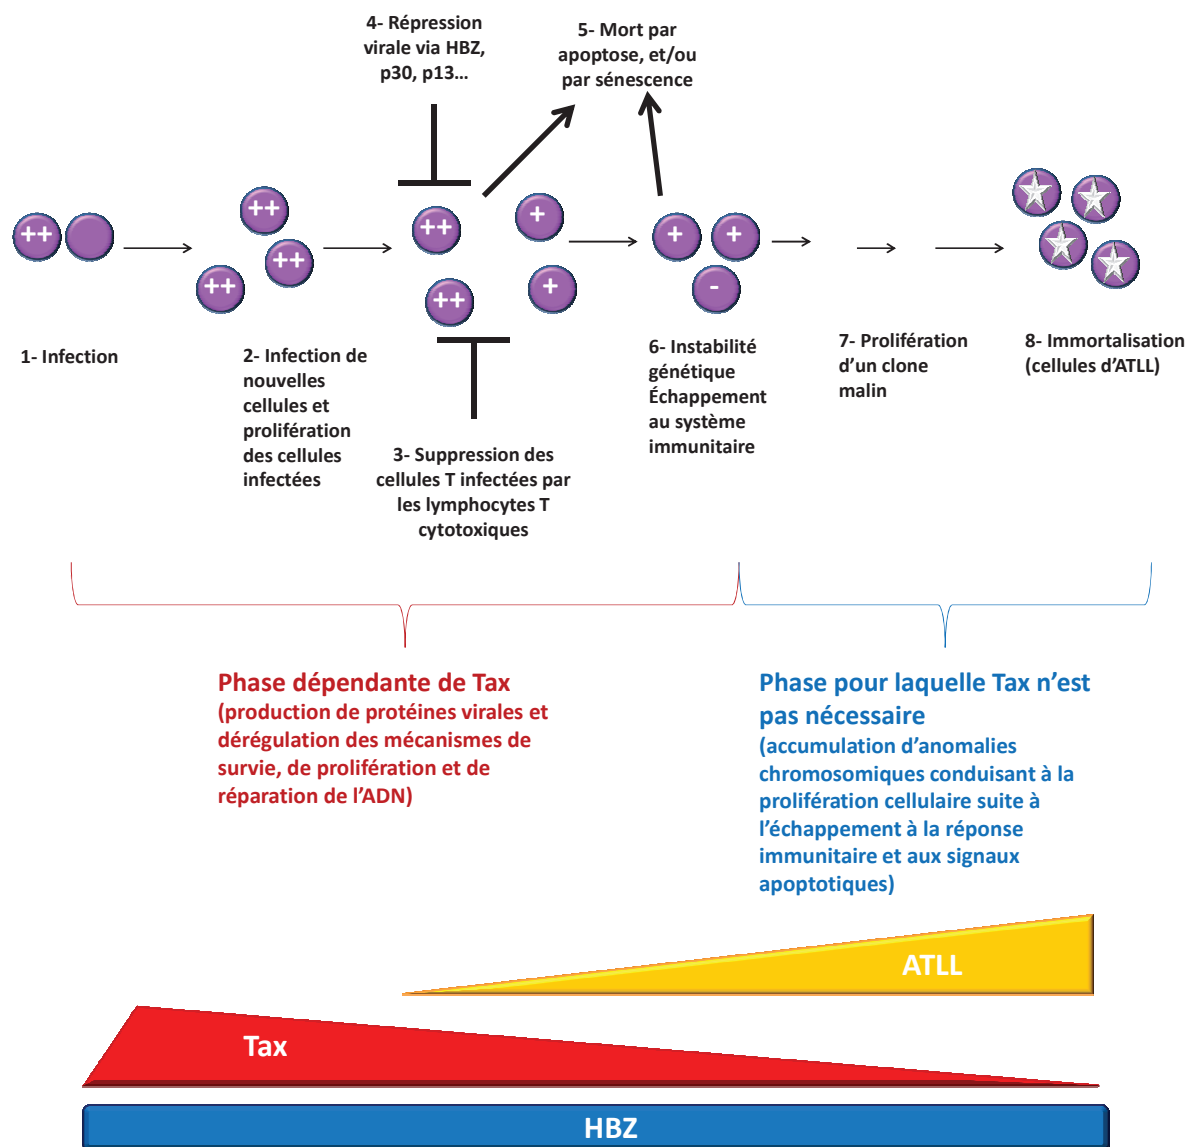 4- Répression
virale via HBZ,
p30, p13...
5- Mort par
apoptose, et/ou
par sénescence
++
++
++
++
++
++
+
+
+
+
-
1- Infection
2- Infection de
nouvelles
cellules et
prolifération
des cellules
infectées
3- Suppression des
cellules T infectées par
les lymphocytes T
cytotoxiques
6- Instabilité
génétique
Échappement
au système
immunitaire
7- Prolifération
d'un clone
malin
8- Immortalisation
(cellules d'ATLL)
Phase dépendante de Tax
(production de protéines virales et
dérégulation des mécanismes de
survie, de prolifération et de
réparation de l'ADN)
Phase pour laquelle Tax n'est
pas nécessaire
(accumulation d'anomalies
chromosomiques conduisant à la
prolifération cellulaire suite à
l'échappement à la réponse
immunitaire et aux signaux
apoptotiques)
ATLL
Tax
HBZ